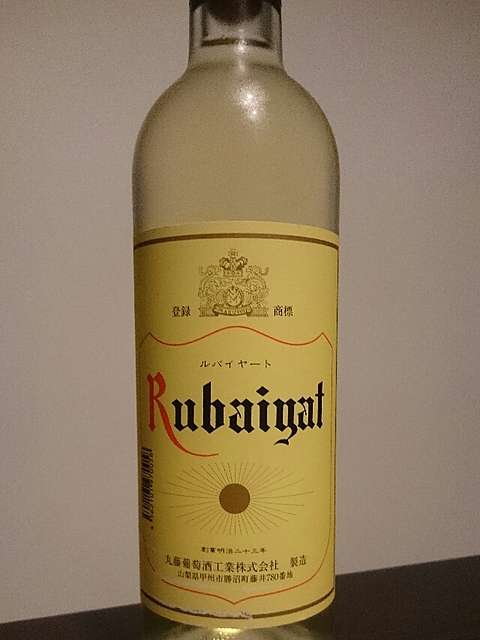 登録 商標
ルバイヤート
Rubaiyat
創業明治二十三年
丸藤葡萄酒工業株式会社 製造
山梨県甲州市勝沼町藤井780番地